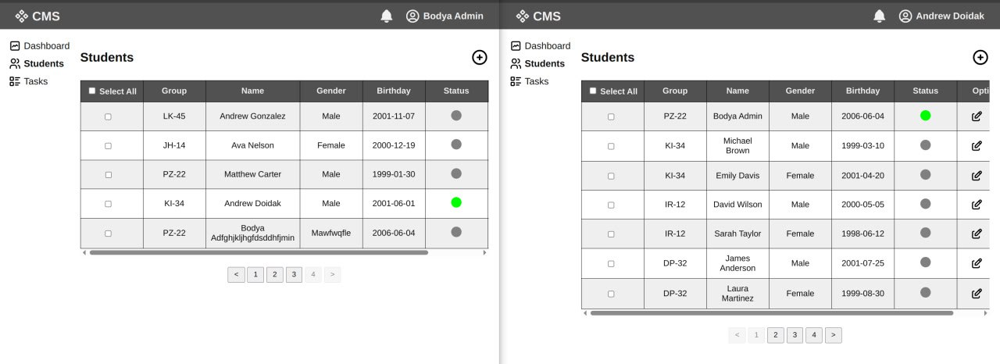 CMS
Bodya Admin
Dashboard
Students
Tasks
Students
Select All Group Name Gender Birthday Status
LK-45 Andrew Gonzalez Male 2001-11-07
JH-14 Ava Nelson Female 2000-12-19
PZ-22 Matthew Carter Male 1999-01-30
KI-34 Andrew Doidak Male 2001-06-01
PZ-22 Bodya Adfghjkljhgfdsddhfjmin Mawfwqfle 2006-06-04
< 1 2 3 4 >
CMS
Andrew Doidak
Dashboard
Students
Tasks
Students
Select All Group Name Gender Birthday Status Opti
PZ-22 Bodya Admin Male 2006-06-04
KI-34 Michael Brown Male 1999-03-10
KI-34 Emily Davis Female 2001-04-20
IR-12 David Wilson Male 2000-05-05
IR-12 Sarah Taylor Female 1998-06-12
DP-32 James Anderson Male 2001-07-25
DP-32 Laura Martinez Female 1999-08-30
< 1 2 3 4 >